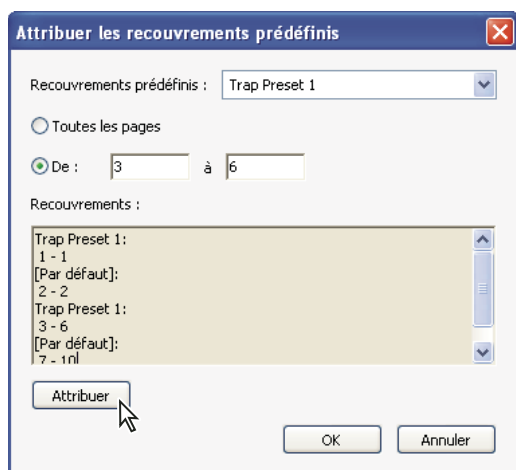 Attribuer les recouvrements prédéfinis
Recouvrements prédéfinis : Trap Preset 1
Toutes les pages
De : 3 à 6
Recouvrements :
Trap Preset 1:
1 - 1
[Par défaut]:
2 - 2
Trap Preset 1:
3 - 6
[Par défaut]:
7 - 10
Attribuer
OK Annuler